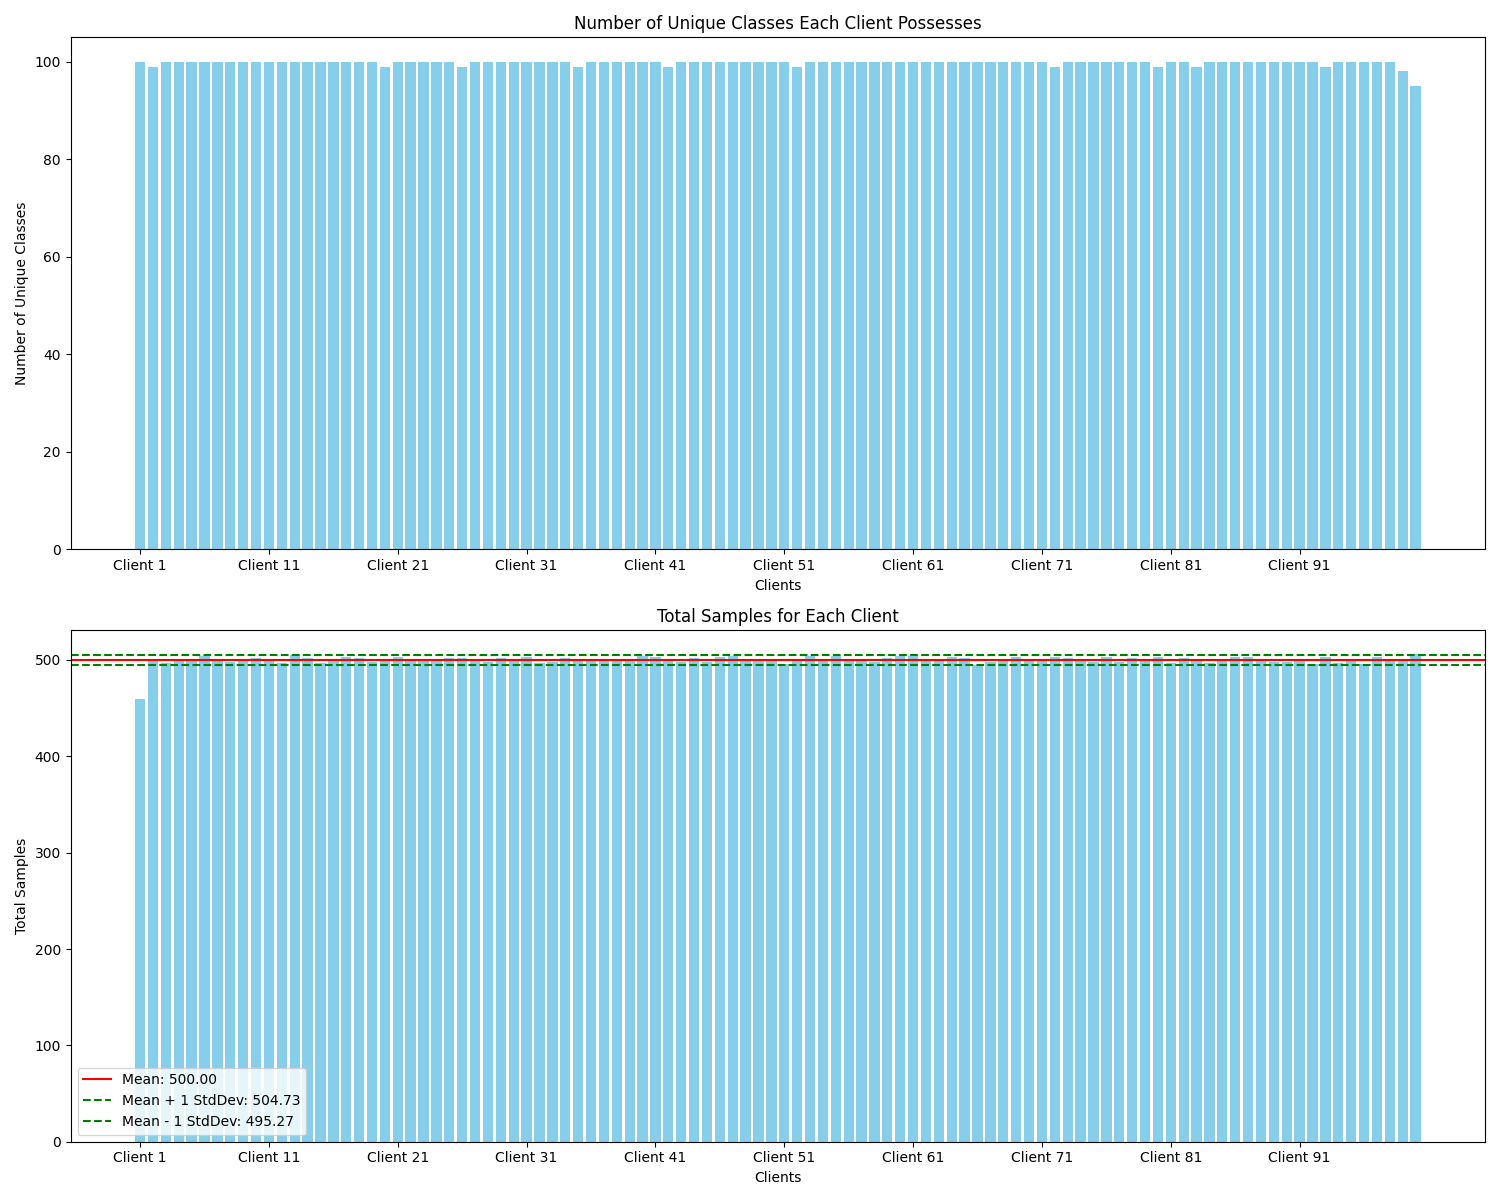 Number of Unique Classes Each Client Possesses
Number of Unique Classes
100
80
60
40
20
0
Client 1 Client 11 Client 21 Client 31 Client 41 Client 51 Client 61 Client 71 Client 81 Client 91
Clients
Total Samples for Each Client
Total Samples
500
400
300
200
100
0
Mean: 500.00
Mean + 1 StdDev: 504.73
Mean - 1 StdDev: 495.27
Client 1 Client 11 Client 21 Client 31 Client 41 Client 51 Client 61 Client 71 Client 81 Client 91
Clients